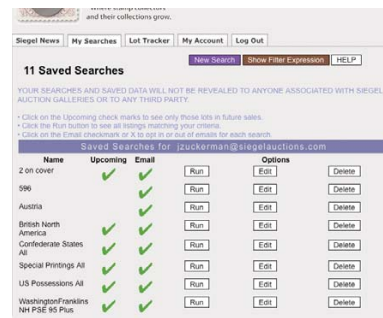 where stamp collectors
and their collections grow.
Siegel News My Searches Lot Tracker My Account Log Out
New Search Show Filter Expression HELP
11 Saved Searches
YOUR SEARCHES AND SAVED DATA WILL NOT BE REVEALED TO ANYONE ASSOCIATED WITH SIEGEL
AUCTION GALLERIES OR TO ANY THIRD PARTY.
• Click on the Upcoming check marks to see only those lots in future sales.
• Click the Run button to see all listings matching your criteria.
• Click on the Email checkmark or X to opt in or out of emails for each search.
Saved Searches for jzuckerman@siegelauctions.com
Name Upcoming Email Options
2 on cover Run Edit Delete
596 Run Edit Delete
Austria Run Edit Delete
British North
America Run Edit Delete
Confederate States
All Run Edit Delete
Special Printings All Run Edit Delete
US Possessions All Run Edit Delete
WashingtonFranklins
NH PSE 95 Plus Run Edit Delete